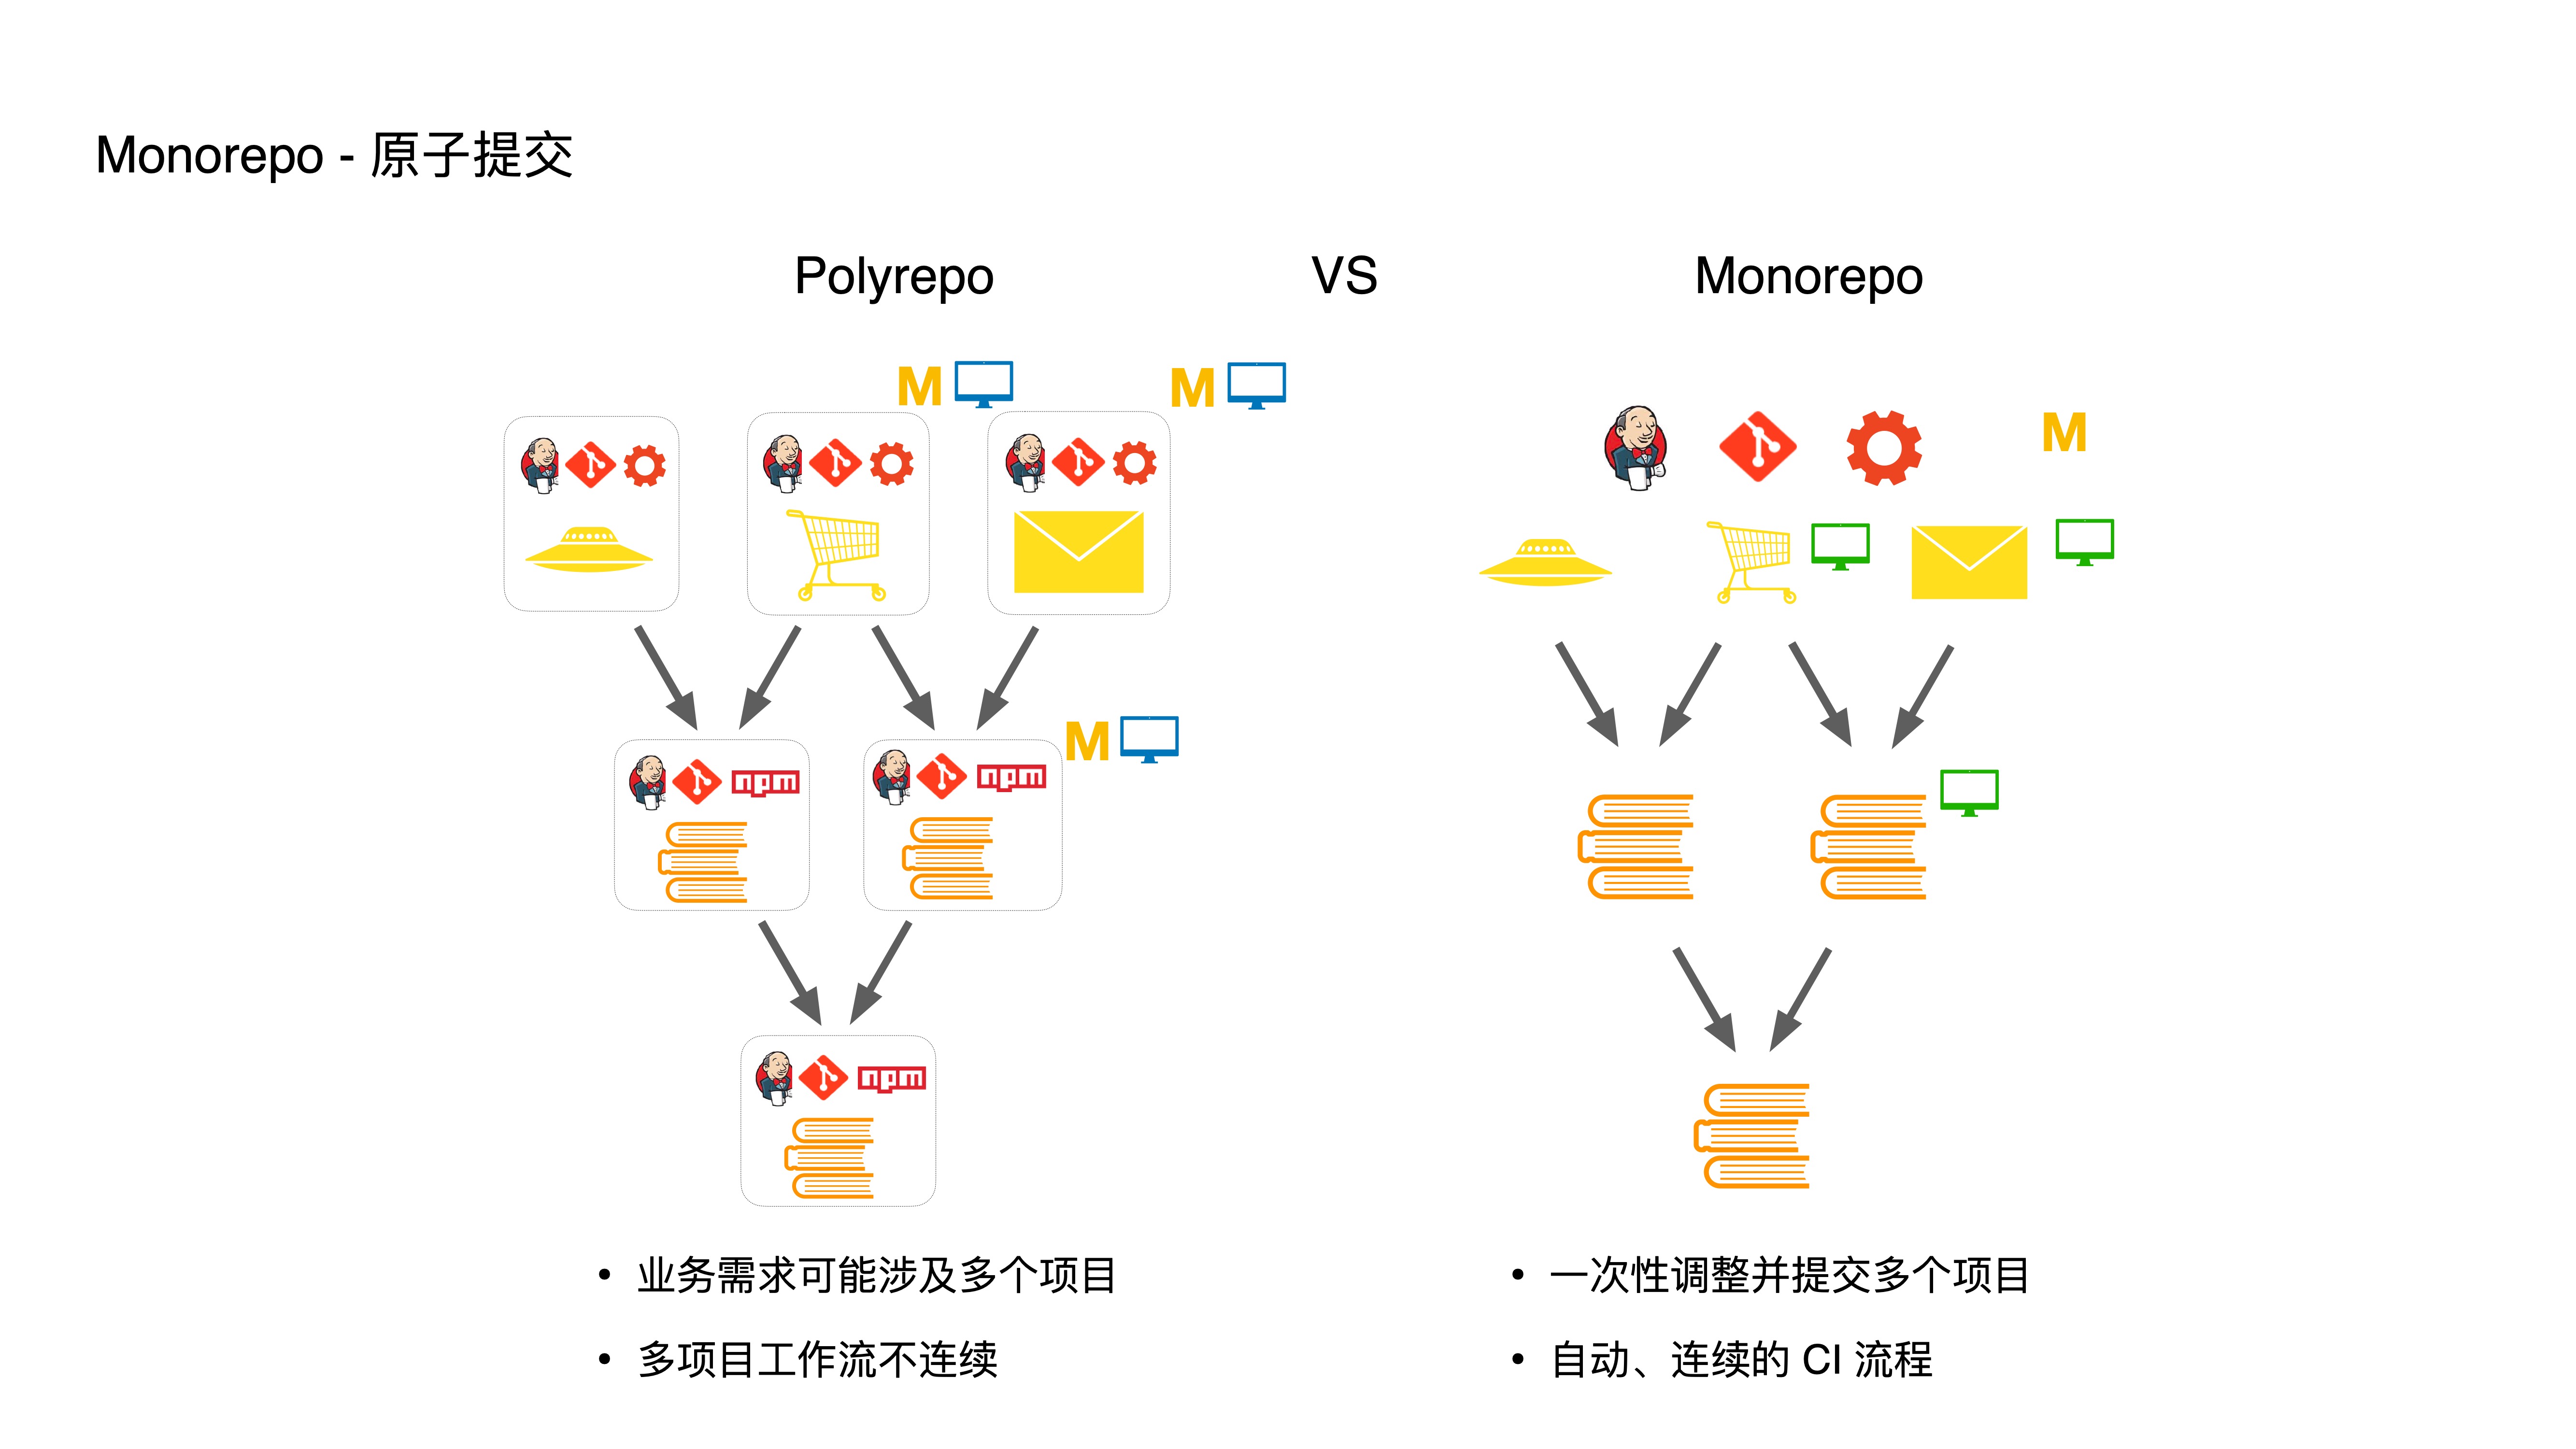 Monorepo - 原子提交
Polyrepo
VS
Monorepo
M
M
M
M
npm
npm
npm
• 业务需求可能涉及多个项目
• 多项目工作流不连续
• 一次性调整并提交多个项目
• 自动、连续的 CI 流程